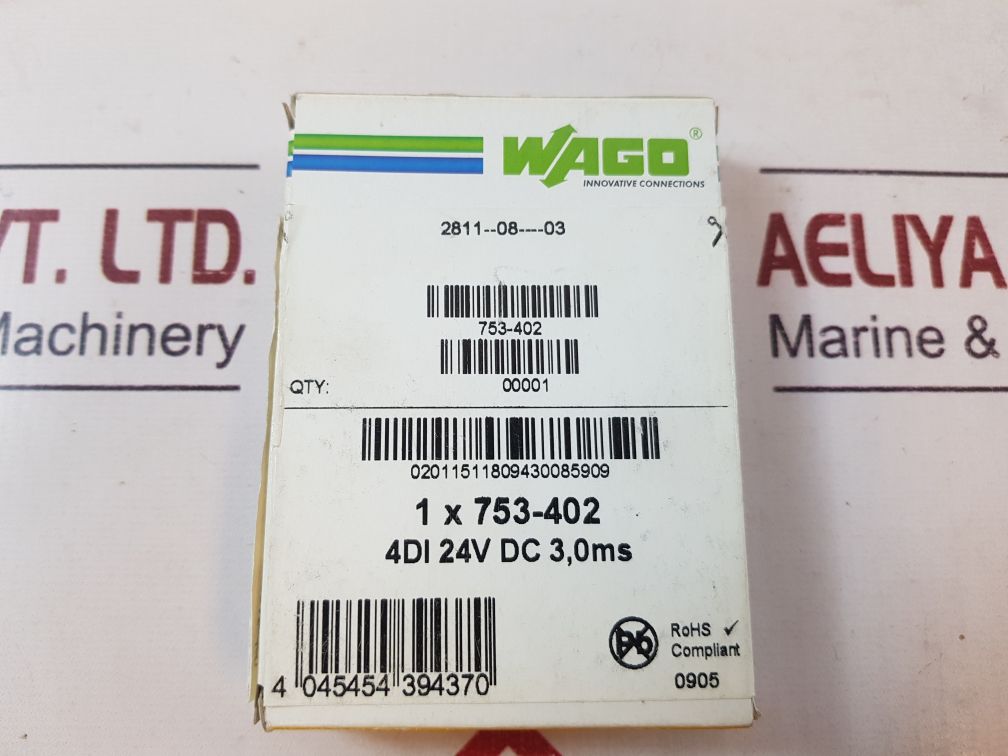 WAGO®
INNOVATIVE CONNECTIONS
2811--08----03
753-402
QTY: 00001
02011511809430085909
1 x 753-402
4DI 24V DC 3,0ms
4 045454 394370
Pb
RoHS ✓
Compliant
0905
VT. LTD.
Machinery
AELIYA
Marine &